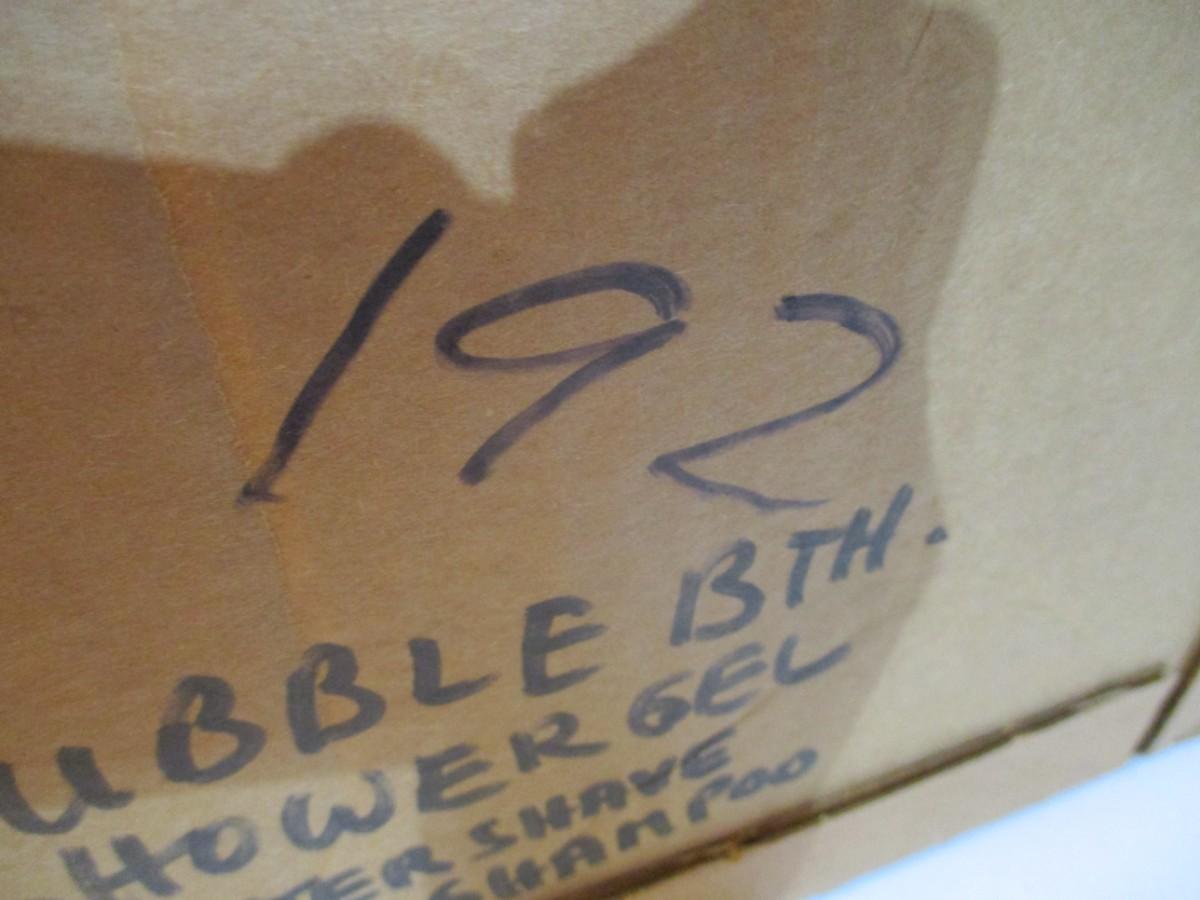 192
UBBLE BTH.
HOWER GEL
TER SHAVE
SHAMPOO